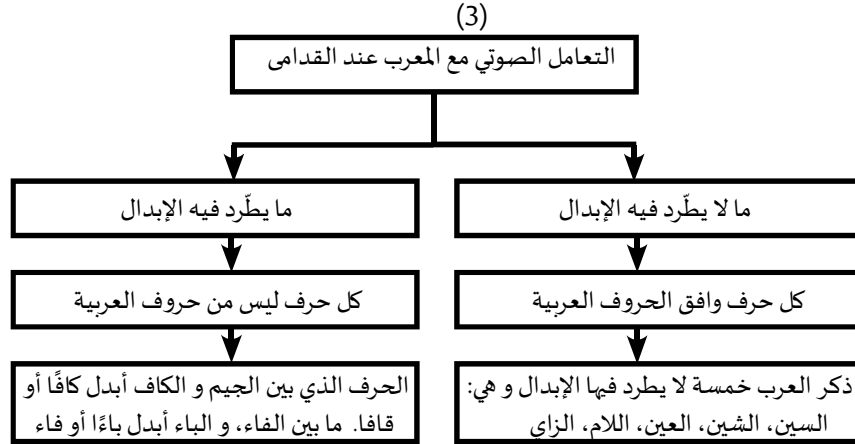 (3)
التعامل الصوتي مع المعرب عند القدامى
ما لا يطّرد فيه الإبدال
ما يطّرد فيه الإبدال
كل حرف وافق الحروف العربية
كل حرف ليس من حروف العربية
ذكر العرب خمسة لا يطرد فيها الإبدال و هي:
السين، الشين، العين، اللام، الزاي
الحرف الذي بين الجيم و الكاف أبدل كافًا أو
قافا. ما بين الفاء، و الباء أبدل باءًا أو فاء